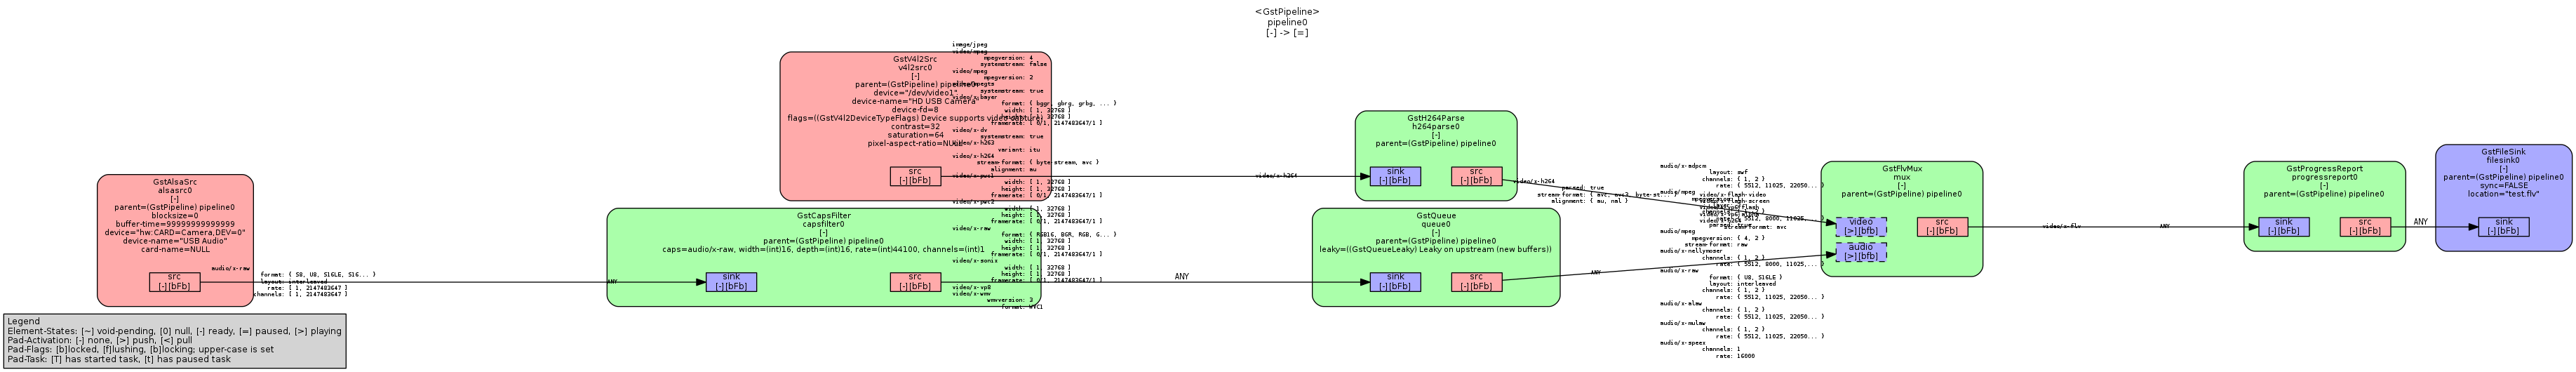 <GstPipeline>
pipeline0
[-] -> [=]
GstV4l2Src
v4l2src0
[-]
parent=(GstPipeline) pipeline0
device="/dev/video1"
device-name="HD USB Camera"
device-fd=8
flags=((GstV4l2DeviceTypeFlags) Device supports video capture)
contrast=32
saturation=64
pixel-aspect-ratio=NULL
src
[-][bFb]
image/jpeg
video/mpeg
mpegversion: 4
systemstream: false
video/mpeg
mpegversion: 2
video/mpegts
systemstream: true
video/x-bayer
format: { bggr, gbrg, grbg, ... }
width: [ 1, 32768 ]
height: [ 1, 32768 ]
framerate: [ 0/1, 2147483647/1 ]
video/x-dv
systemstream: true
video/x-h263
variant: itu
video/x-h264
stream-format: { byte-stream, avc }
alignment: au
video/x-pwc1
width: [ 1, 32768 ]
height: [ 1, 32768 ]
framerate: [ 0/1, 2147483647/1 ]
video/x-pwc2
width: [ 1, 32768 ]
height: [ 1, 32768 ]
framerate: [ 0/1, 2147483647/1 ]
video/x-raw
format: { RGB16, BGR, RGB, G... }
width: [ 1, 32768 ]
height: [ 1, 32768 ]
framerate: [ 0/1, 2147483647/1 ]
video/x-sonix
width: [ 1, 32768 ]
height: [ 1, 32768 ]
framerate: [ 0/1, 2147483647/1 ]
video/x-vp8
video/x-wmv
wmvversion: 3
format: WVC1
video/x-h264
GstH264Parse
h264parse0
[-]
parent=(GstPipeline) pipeline0
sink
[-][bFb]
src
[-][bFb]
video/x-h264
parsed: true
stream-format: { avc, avc3, byte-st... }
alignment: { au, nal }
GstAlsaSrc
alsasrc0
[-]
parent=(GstPipeline) pipeline0
blocksize=0
buffer-time=99999999999999
device="hw:CARD=Camera,DEV=0"
device-name="USB Audio"
card-name=NULL
src
[-][bFb]
audio/x-raw
format: { S8, U8, S16LE, S16... }
layout: interleaved
rate: [ 1, 2147483647 ]
channels: [ 1, 2147483647 ]
ANY
GstCapsFilter
capsfilter0
[-]
parent=(GstPipeline) pipeline0
caps=audio/x-raw, width=(int)16, depth=(int)16, rate=(int)44100, channels=(int)1
sink
[-][bFb]
src
[-][bFb]
ANY
GstQueue
queue0
[-]
parent=(GstPipeline) pipeline0
leaky=((GstQueueLeaky) Leaky on upstream (new buffers))
sink
[-][bFb]
src
[-][bFb]
ANY
audio/x-adpcm
layout: swf
channels: { 1, 2 }
rate: { 5512, 11025, 22050... }
audio/mpeg
video/x-flash-video
video/x-flash-screen
stream-format: avc
audio/mpeg
mpegversion: { 4, 2 }
stream-format: raw
audio/x-nellymoser
channels: { 1, 2 }
rate: { 5512, 8000, 11025,... }
audio/x-raw
format: { U8, S16LE }
layout: interleaved
channels: { 1, 2 }
rate: { 5512, 11025, 22050... }
audio/x-alaw
channels: { 1, 2 }
rate: { 5512, 11025, 22050... }
audio/x-mulaw
channels: { 1, 2 }
rate: { 5512, 11025, 22050... }
audio/x-speex
channels: 1
rate: 16000
GstFlvMux
mux
[-]
parent=(GstPipeline) pipeline0
video
[>][bfb]
audio
[>][bfb]
src
[-][bFb]
video/x-flv
ANY
GstProgressReport
progressreport0
[-]
parent=(GstPipeline) pipeline0
sink
[-][bFb]
src
[-][bFb]
ANY
GstFileSink
filesink0
[-]
parent=(GstPipeline) pipeline0
sync=FALSE
location="test.flv"
sink
[-][bFb]
Legend
Element-States: [~] void-pending, [0] null, [-] ready, [=] paused, [>] playing
Pad-Activation: [-] none, [>] push, [<] pull
Pad-Flags: [b]locked, [f]lushing, [b]locking; upper-case is set
Pad-Task: [T] has started task, [t] has paused task